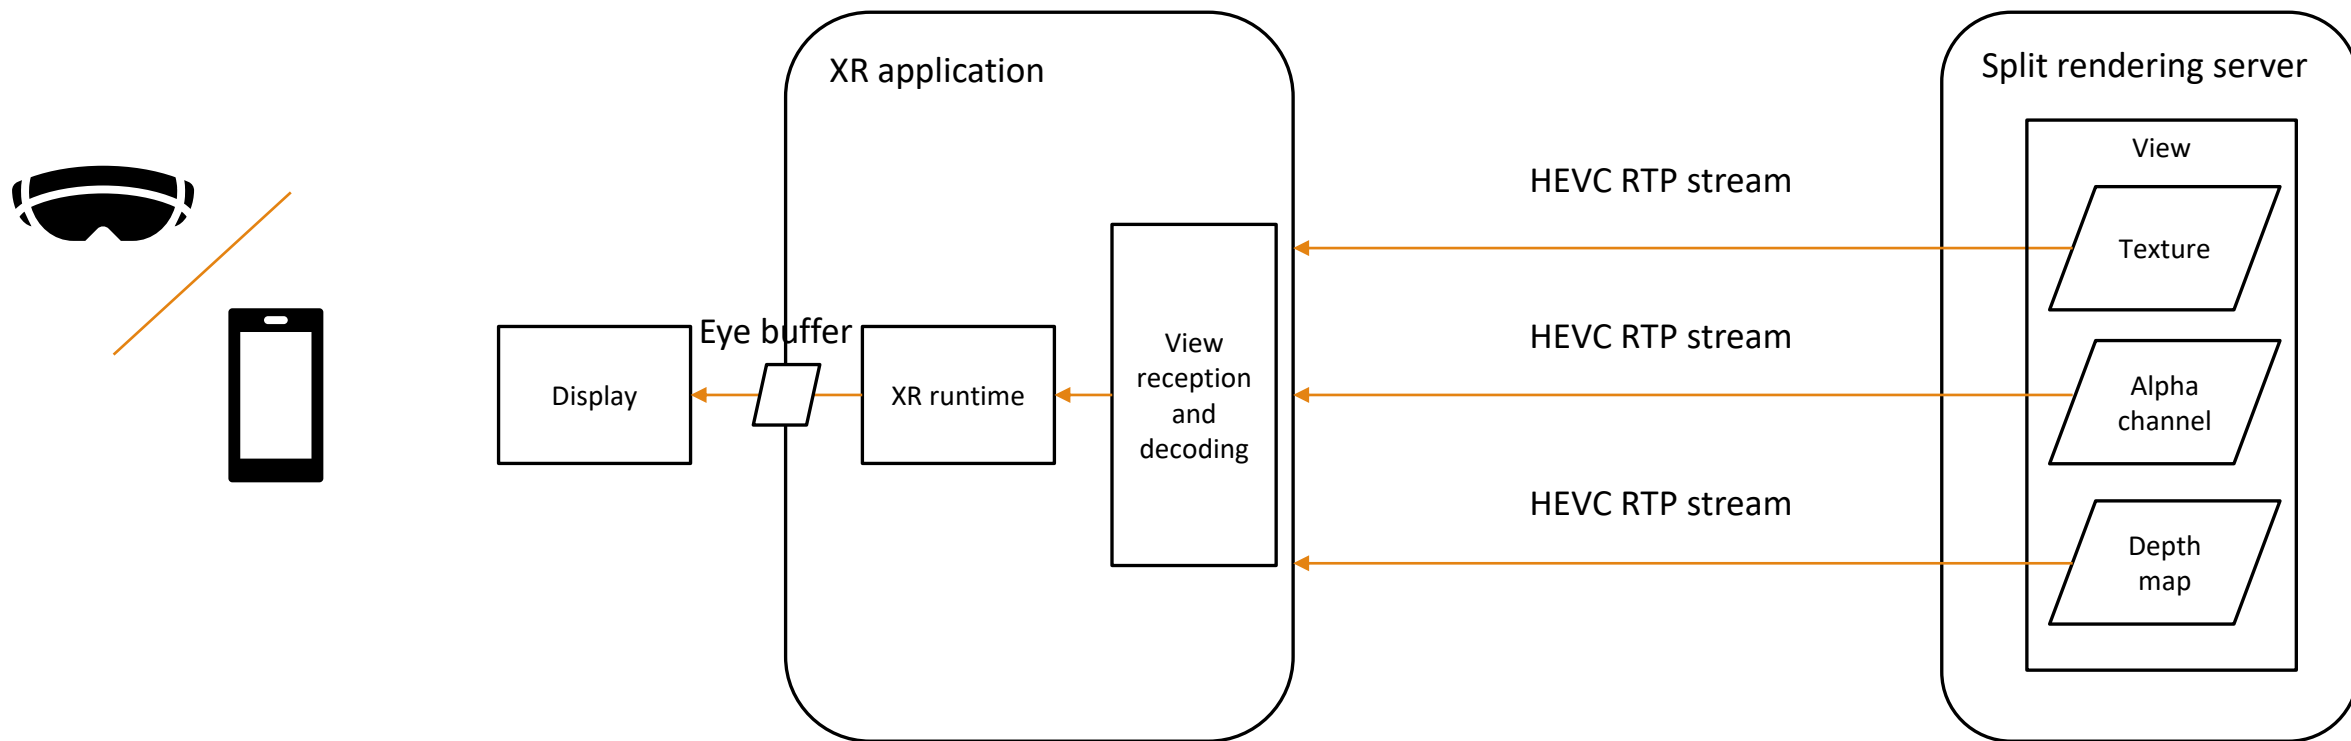 XR application
Split rendering server
View
HEVC RTP stream
Texture
Eye buffer
HEVC RTP stream
Display
XR runtime
View
reception
and
decoding
Alpha
channel
HEVC RTP stream
Depth
map